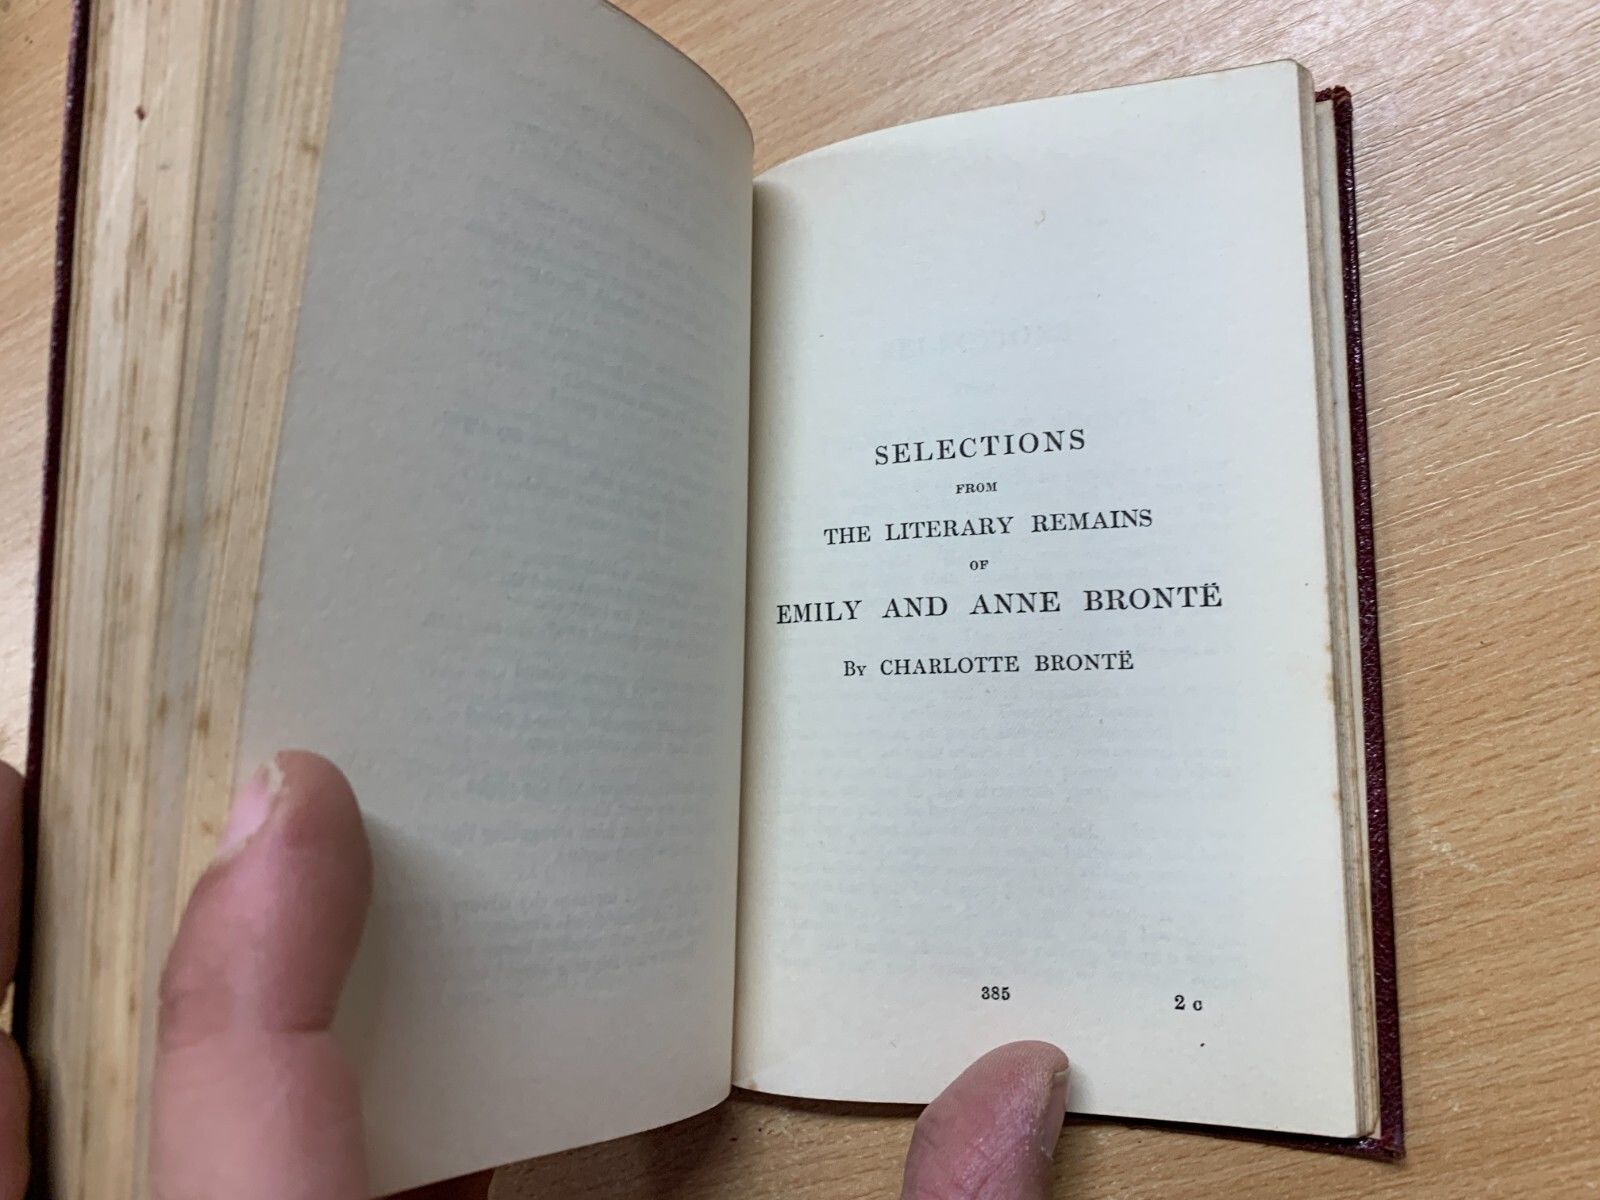 SELECTIONS
FROM
THE LITERARY REMAINS
OF
EMILY AND ANNE BRONTË
By CHARLOTTE BRONTË
385
2 C